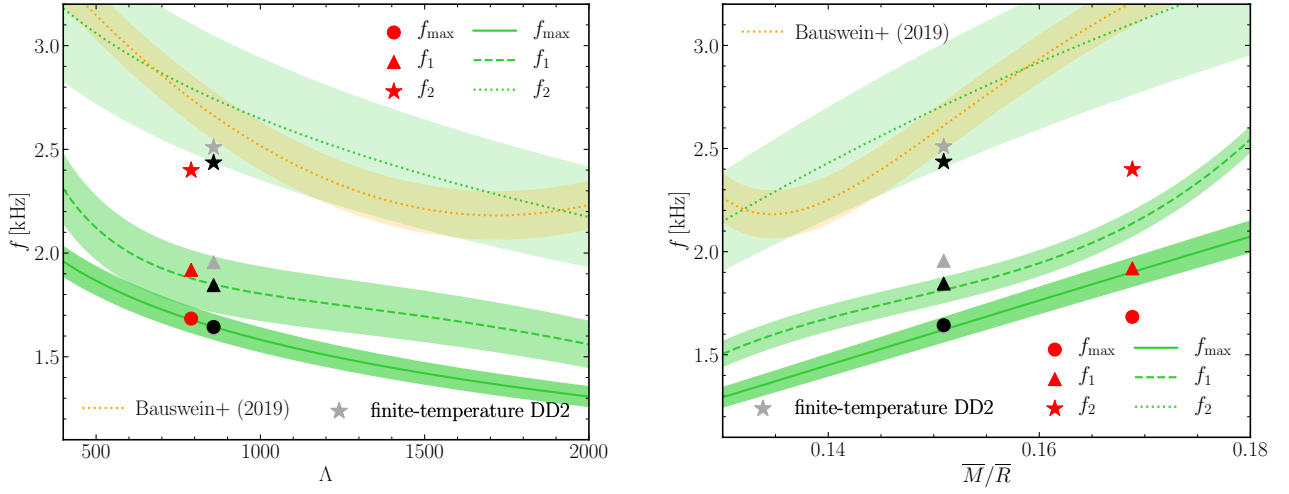 f_max f_max
f_1 f_1
f_2 f_2
3.0
2.5
2.0
1.5
f [kHz]
Bauswein+ (2019)
finite-temperature DD2
500 1000 1500 2000
Λ
Bauswein+ (2019)
3.0
2.5
2.0
1.5
f [kHz]
f_max f_max
f_1 f_1
f_2 f_2
finite-temperature DD2
0.14 0.16 0.18
M̅/R̅